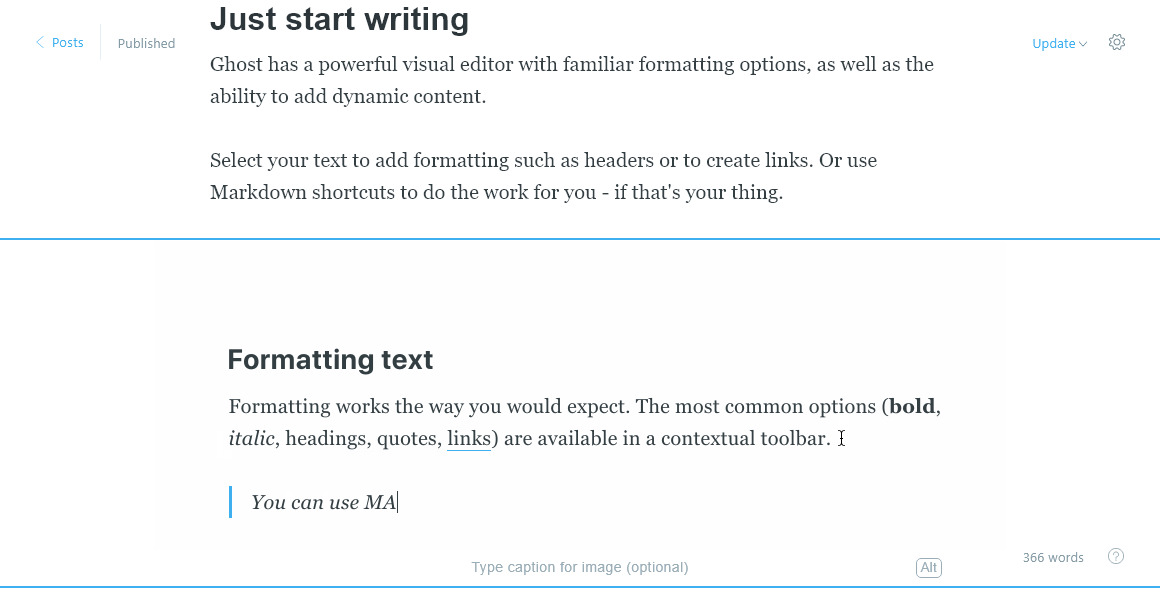 Just start writing
Posts
Published
Update
Ghost has a powerful visual editor with familiar formatting options, as well as the
ability to add dynamic content.
Select your text to add formatting such as headers or to create links. Or use
Markdown shortcuts to do the work for you - if that's your thing.
Formatting text
Formatting works the way you would expect. The most common options (bold,
italic, headings, quotes, links) are available in a contextual toolbar.
You can use MA
366 words
?
Type caption for image (optional)
Alt